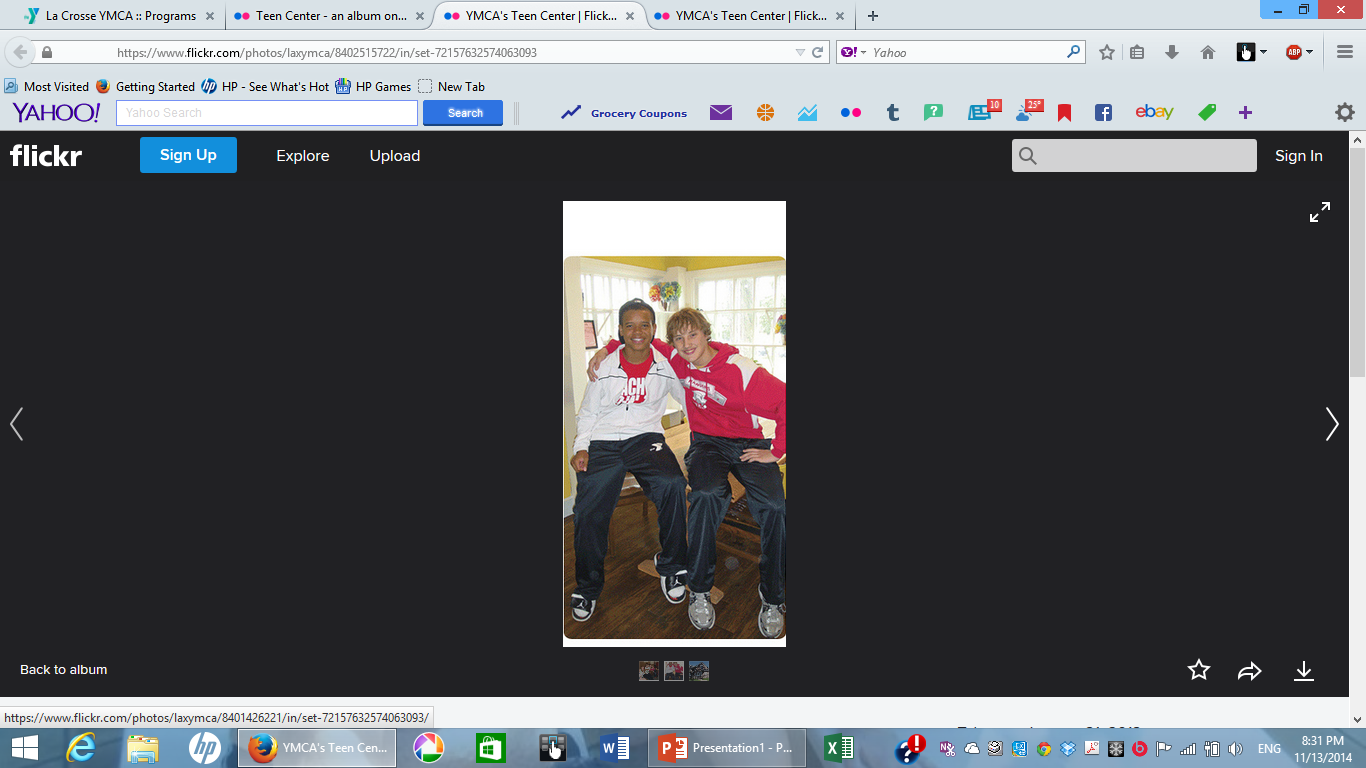 La Crosse YMCA :: Programs
Teen Center - an album on...
YMCA's Teen Center | Flick...
YMCA's Teen Center | Flick...
https://www.flickr.com/photos/laxymca/8402515722/in/set-72157632574063093
Yahoo
ABP
Most Visited
Getting Started
HP - See What's Hot
HP Games
New Tab
YAHOO!
Yahoo Search
Search
Grocery Coupons
10
25°
ebay
flickr
Sign Up
Explore
Upload
Sign In
Back to album
https://www.flickr.com/photos/laxymca/8401426221/in/set-72157632574063093/
YMCA's Teen Cen...
Presentation1 - P...
ENG
8:31 PM
11/13/2014